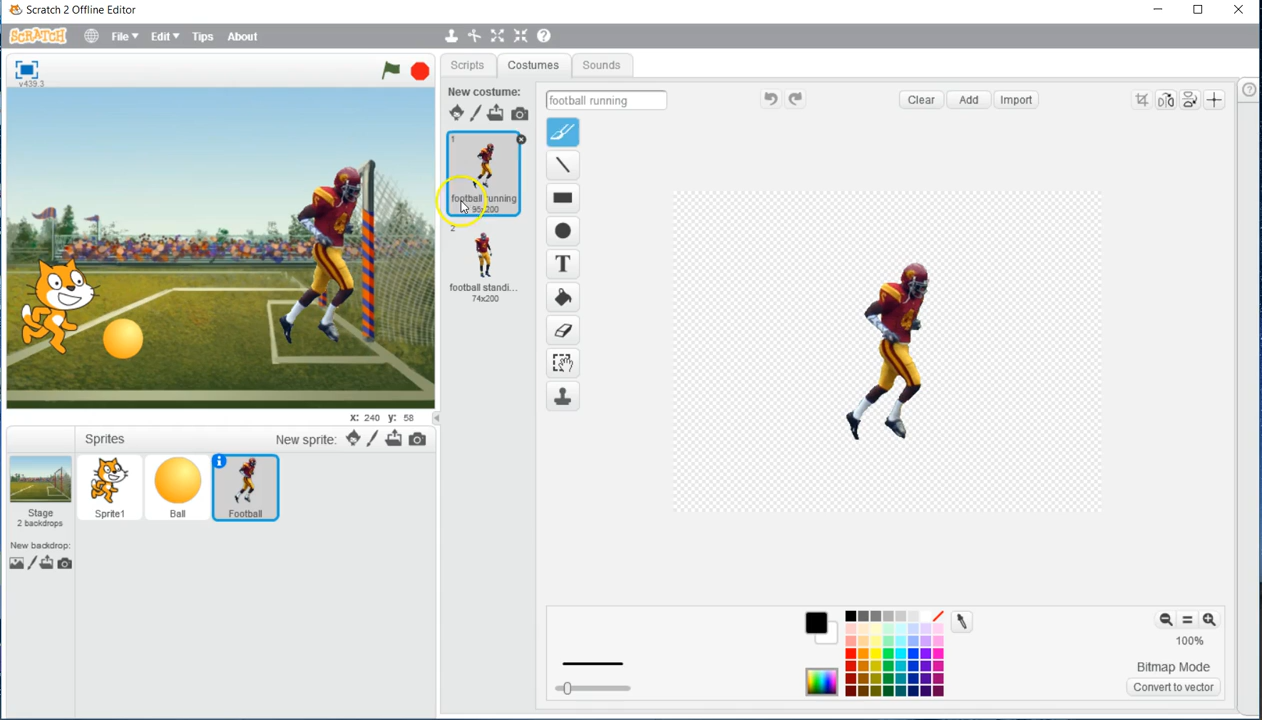 Scratch 2 Offline Editor
SCRATCH File Edit Tips About
v439.3
Scripts Costumes Sounds
New costume:
football running
Clear Add Import
1
football running
95x200
2
football standi...
74x200
T
x: 240 y: 58
Sprites New sprite:
Stage
2 backdrops
Sprite1
Ball
Football
New backdrop:
100%
Bitmap Mode
Convert to vector